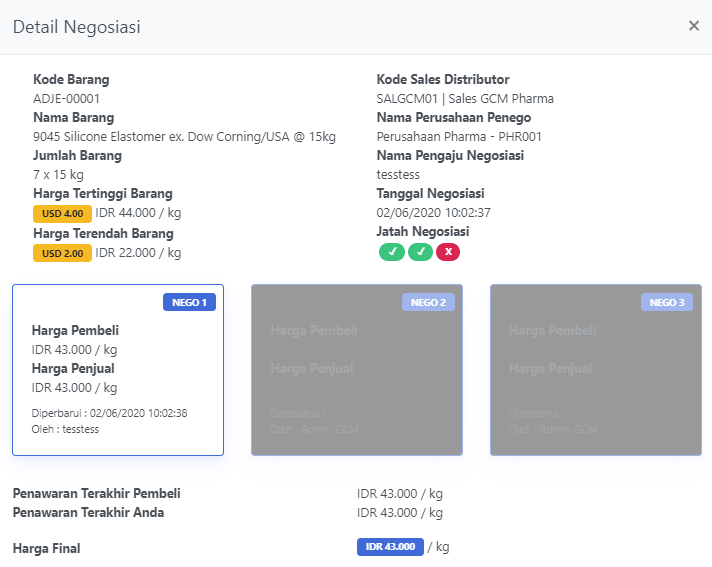 Detail Negosiasi
×
Kode Barang
ADJE-00001
Nama Barang
9045 Silicone Elastomer ex. Dow Corning/USA @ 15kg
Jumlah Barang
7 x 15 kg
Harga Tertinggi Barang
USD 4.00 IDR 44.000 / kg
Harga Terendah Barang
USD 2.00 IDR 22.000 / kg
Kode Sales Distributor
SALGCM01 | Sales GCM Pharma
Nama Perusahaan Penego
Perusahaan Pharma - PHR001
Nama Pengaju Negosiasi
tesstess
Tanggal Negosiasi
02/06/2020 10:02:37
Jatah Negosiasi
✓ ✓ X
NEGO 1
Harga Pembeli
IDR 43.000 / kg
Harga Penjual
IDR 43.000 / kg
Diperbarui : 02/06/2020 10:02:38
Oleh : tesstess
NEGO 2
Harga Pembeli
-
Harga Penjual
-
Diperbarui : -
Oleh : Admin GCM
NEGO 3
Harga Pembeli
-
Harga Penjual
-
Diperbarui : -
Oleh : Admin GCM
Penawaran Terakhir Pembeli IDR 43.000 / kg
Penawaran Terakhir Anda IDR 43.000 / kg
Harga Final IDR 43.000 / kg